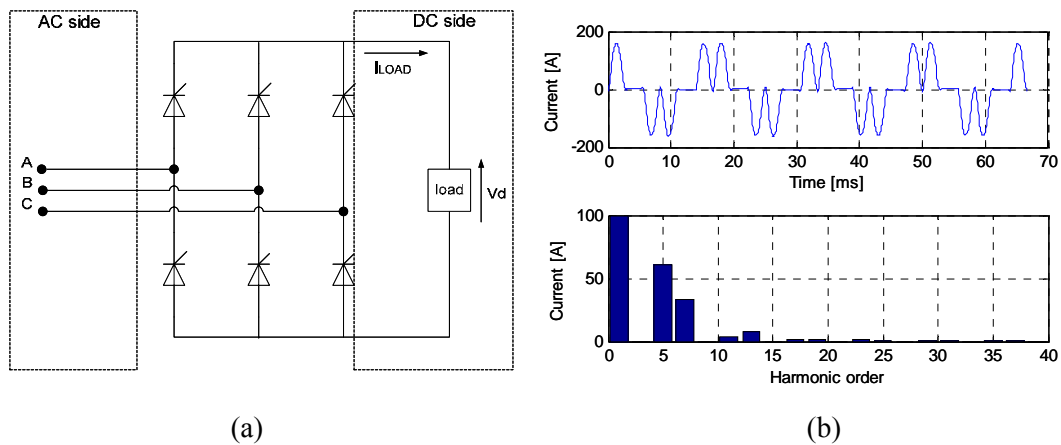 AC side
DC side
ILOAD
A
B
C
load
Vd
(a)
200
0
-200
Current [A]
0 10 20 30 40 50 60 70
Time [ms]
100
50
0
Current [A]
0 5 10 15 20 25 30 35 40
Harmonic order
(b)